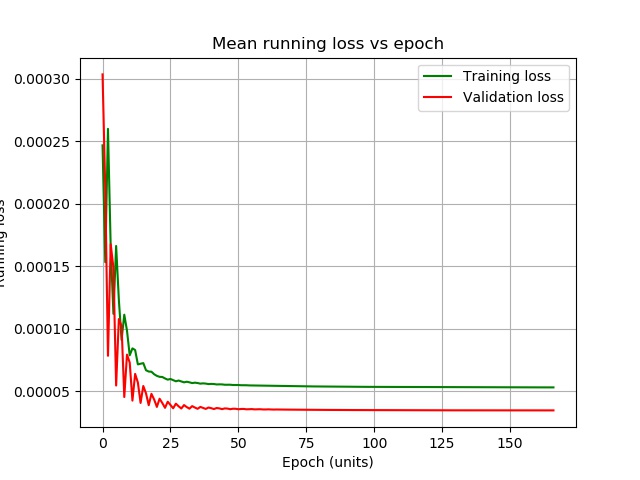 Mean running loss vs epoch
Training loss
Validation loss
0.00030
0.00025
0.00020
0.00015
0.00010
0.00005
Running loss
0 25 50 75 100 125 150
Epoch (units)